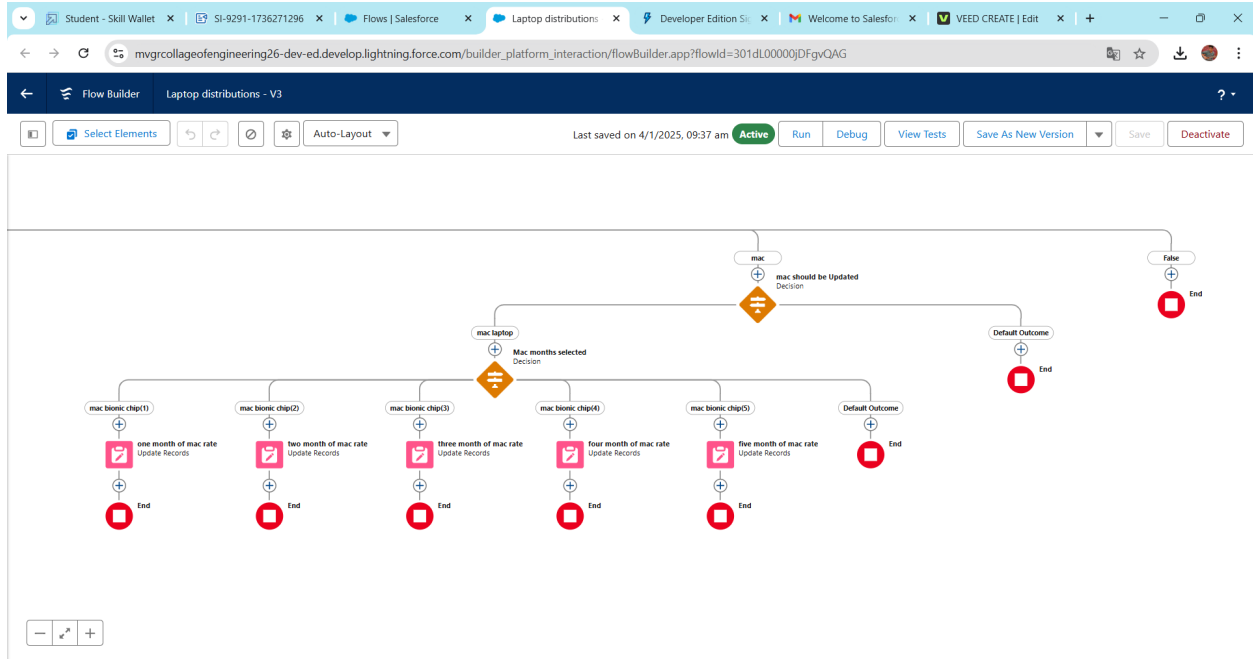 Student - Skill Wallet
SI-9291-1736271296
Flows | Salesforce
Laptop distributions
Developer Edition Sig
Welcome to Salesfor
VEED CREATE | Edit
mvgrcollageofengineering26-dev-ed.develop.lightning.force.com/builder_platform_interaction/flowBuilder.app?flowId=301dL00000jDFgvQAG
Flow Builder
Laptop distributions - V3
?
Select Elements
Auto-Layout
Last saved on 4/1/2025, 09:37 am
Active
Run
Debug
View Tests
Save As New Version
Save
Deactivate
mac
False
mac should be Updated
Decision
End
mac laptop
Default Outcome
Mac months selected
Decision
End
mac bionic chip(1)
mac bionic chip(2)
mac bionic chip(3)
mac bionic chip(4)
mac bionic chip(5)
Default Outcome
one month of mac rate
Update Records
two month of mac rate
Update Records
three month of mac rate
Update Records
four month of mac rate
Update Records
five month of mac rate
Update Records
End
End
End
End
End
End